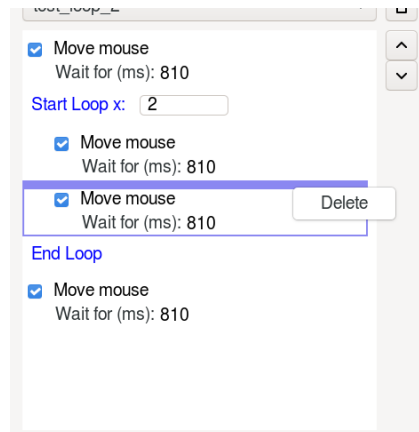 test_loop_2
Move mouse
Wait for (ms): 810
Start Loop x: 2
Move mouse
Wait for (ms): 810
Move mouse
Delete
Wait for (ms): 810
End Loop
Move mouse
Wait for (ms): 810